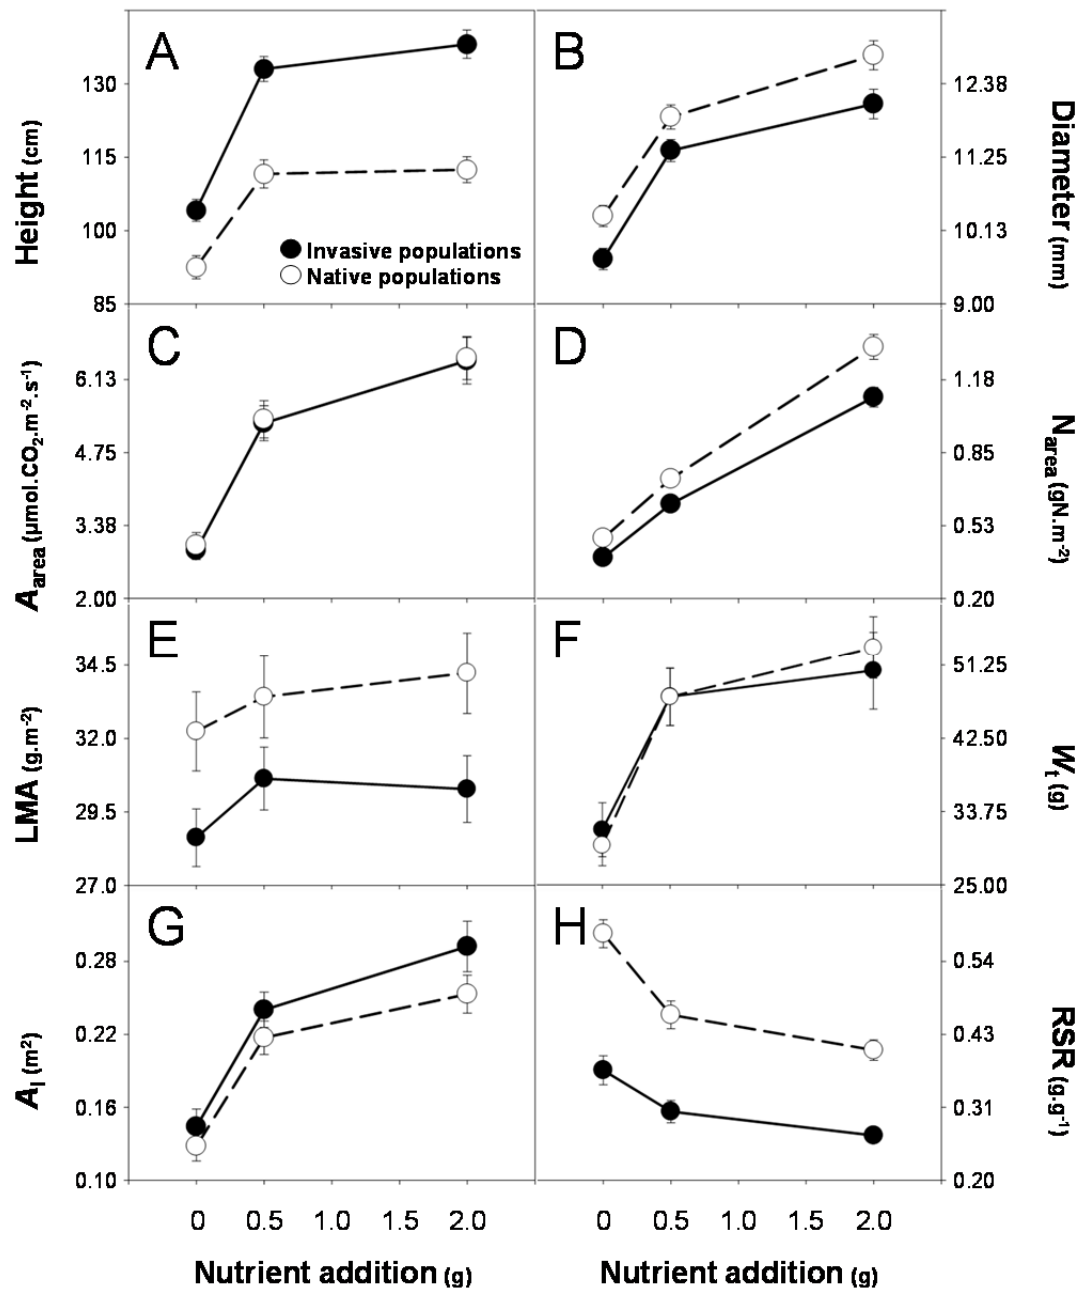 A
B
130
115
100
85
Height (cm)
Invasive populations
Native populations
12.38
11.25
10.13
9.00
Diameter (mm)
C
D
6.13
4.75
3.38
2.00
A area (μmol.CO2.m-2.s-1)
1.18
0.85
0.53
0.20
N area (gN.m-2)
E
F
34.5
32.0
29.5
27.0
LMA (g.m-2)
51.25
42.50
33.75
25.00
Wt (g)
G
H
0.28
0.22
0.16
0.10
Al (m2)
0.54
0.43
0.31
0.20
RSR (g.g-1)
0 0.5 1.0 1.5 2.0
0 0.5 1.0 1.5 2.0
Nutrient addition (g)
Nutrient addition (g)